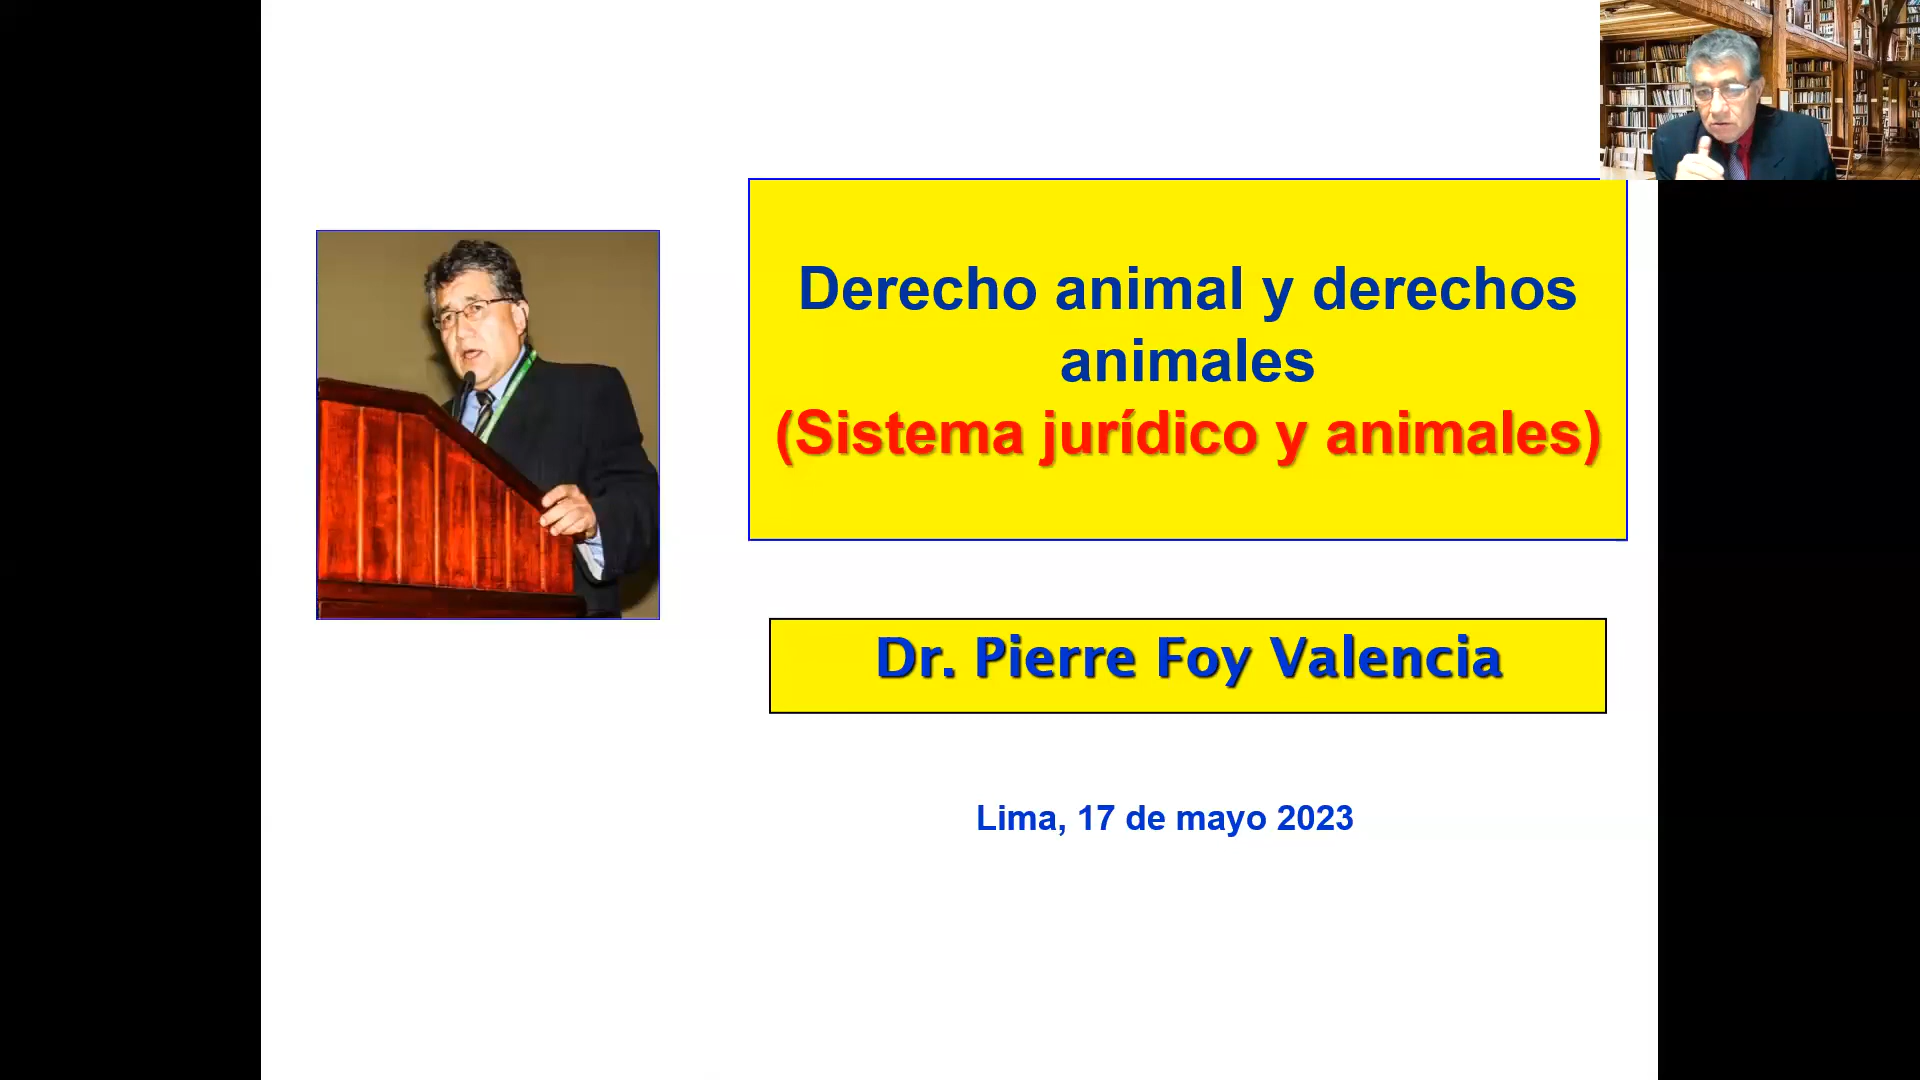 Derecho animal y derechos
animales
(Sistema jurídico y animales)
Dr. Pierre Foy Valencia
Lima, 17 de mayo 2023